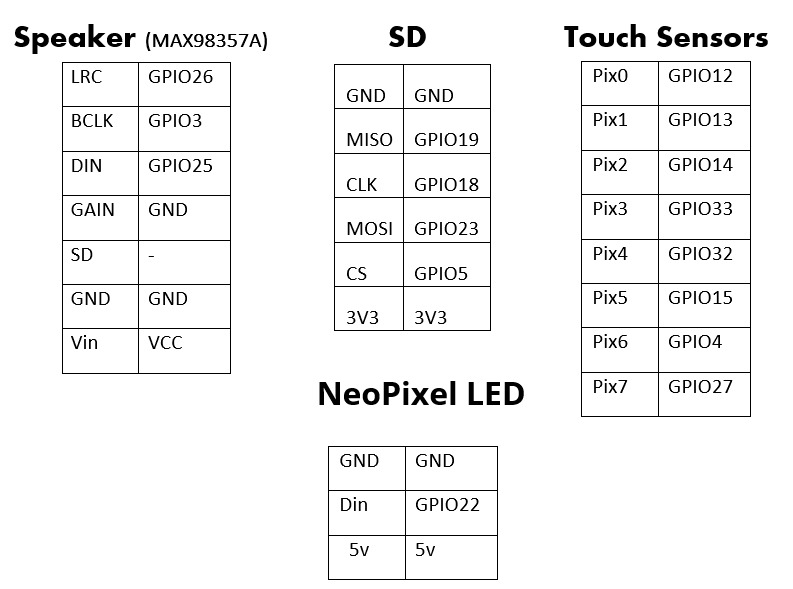 Speaker (MAX98357A)
LRC GPIO26
BCLK GPIO3
DIN GPIO25
GAIN GND
SD -
GND GND
Vin VCC
SD
GND GND
MISO GPIO19
CLK GPIO18
MOSI GPIO23
CS GPIO5
3V3 3V3
NeoPixel LED
GND GND
Din GPIO22
5v 5v
Touch Sensors
Pix0 GPIO12
Pix1 GPIO13
Pix2 GPIO14
Pix3 GPIO33
Pix4 GPIO32
Pix5 GPIO15
Pix6 GPIO4
Pix7 GPIO27